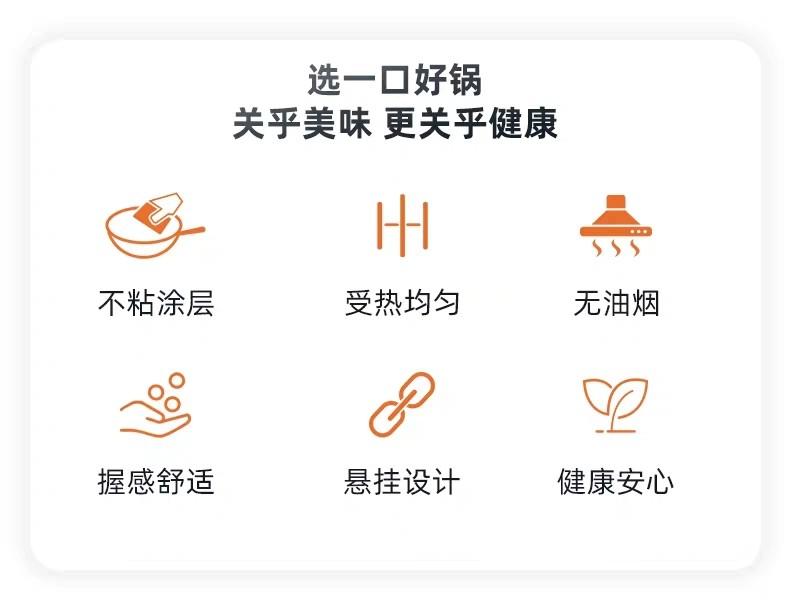 选一口好锅
关乎美味 更关乎健康
不粘涂层
受热均匀
无油烟
握感舒适
悬挂设计
健康安心